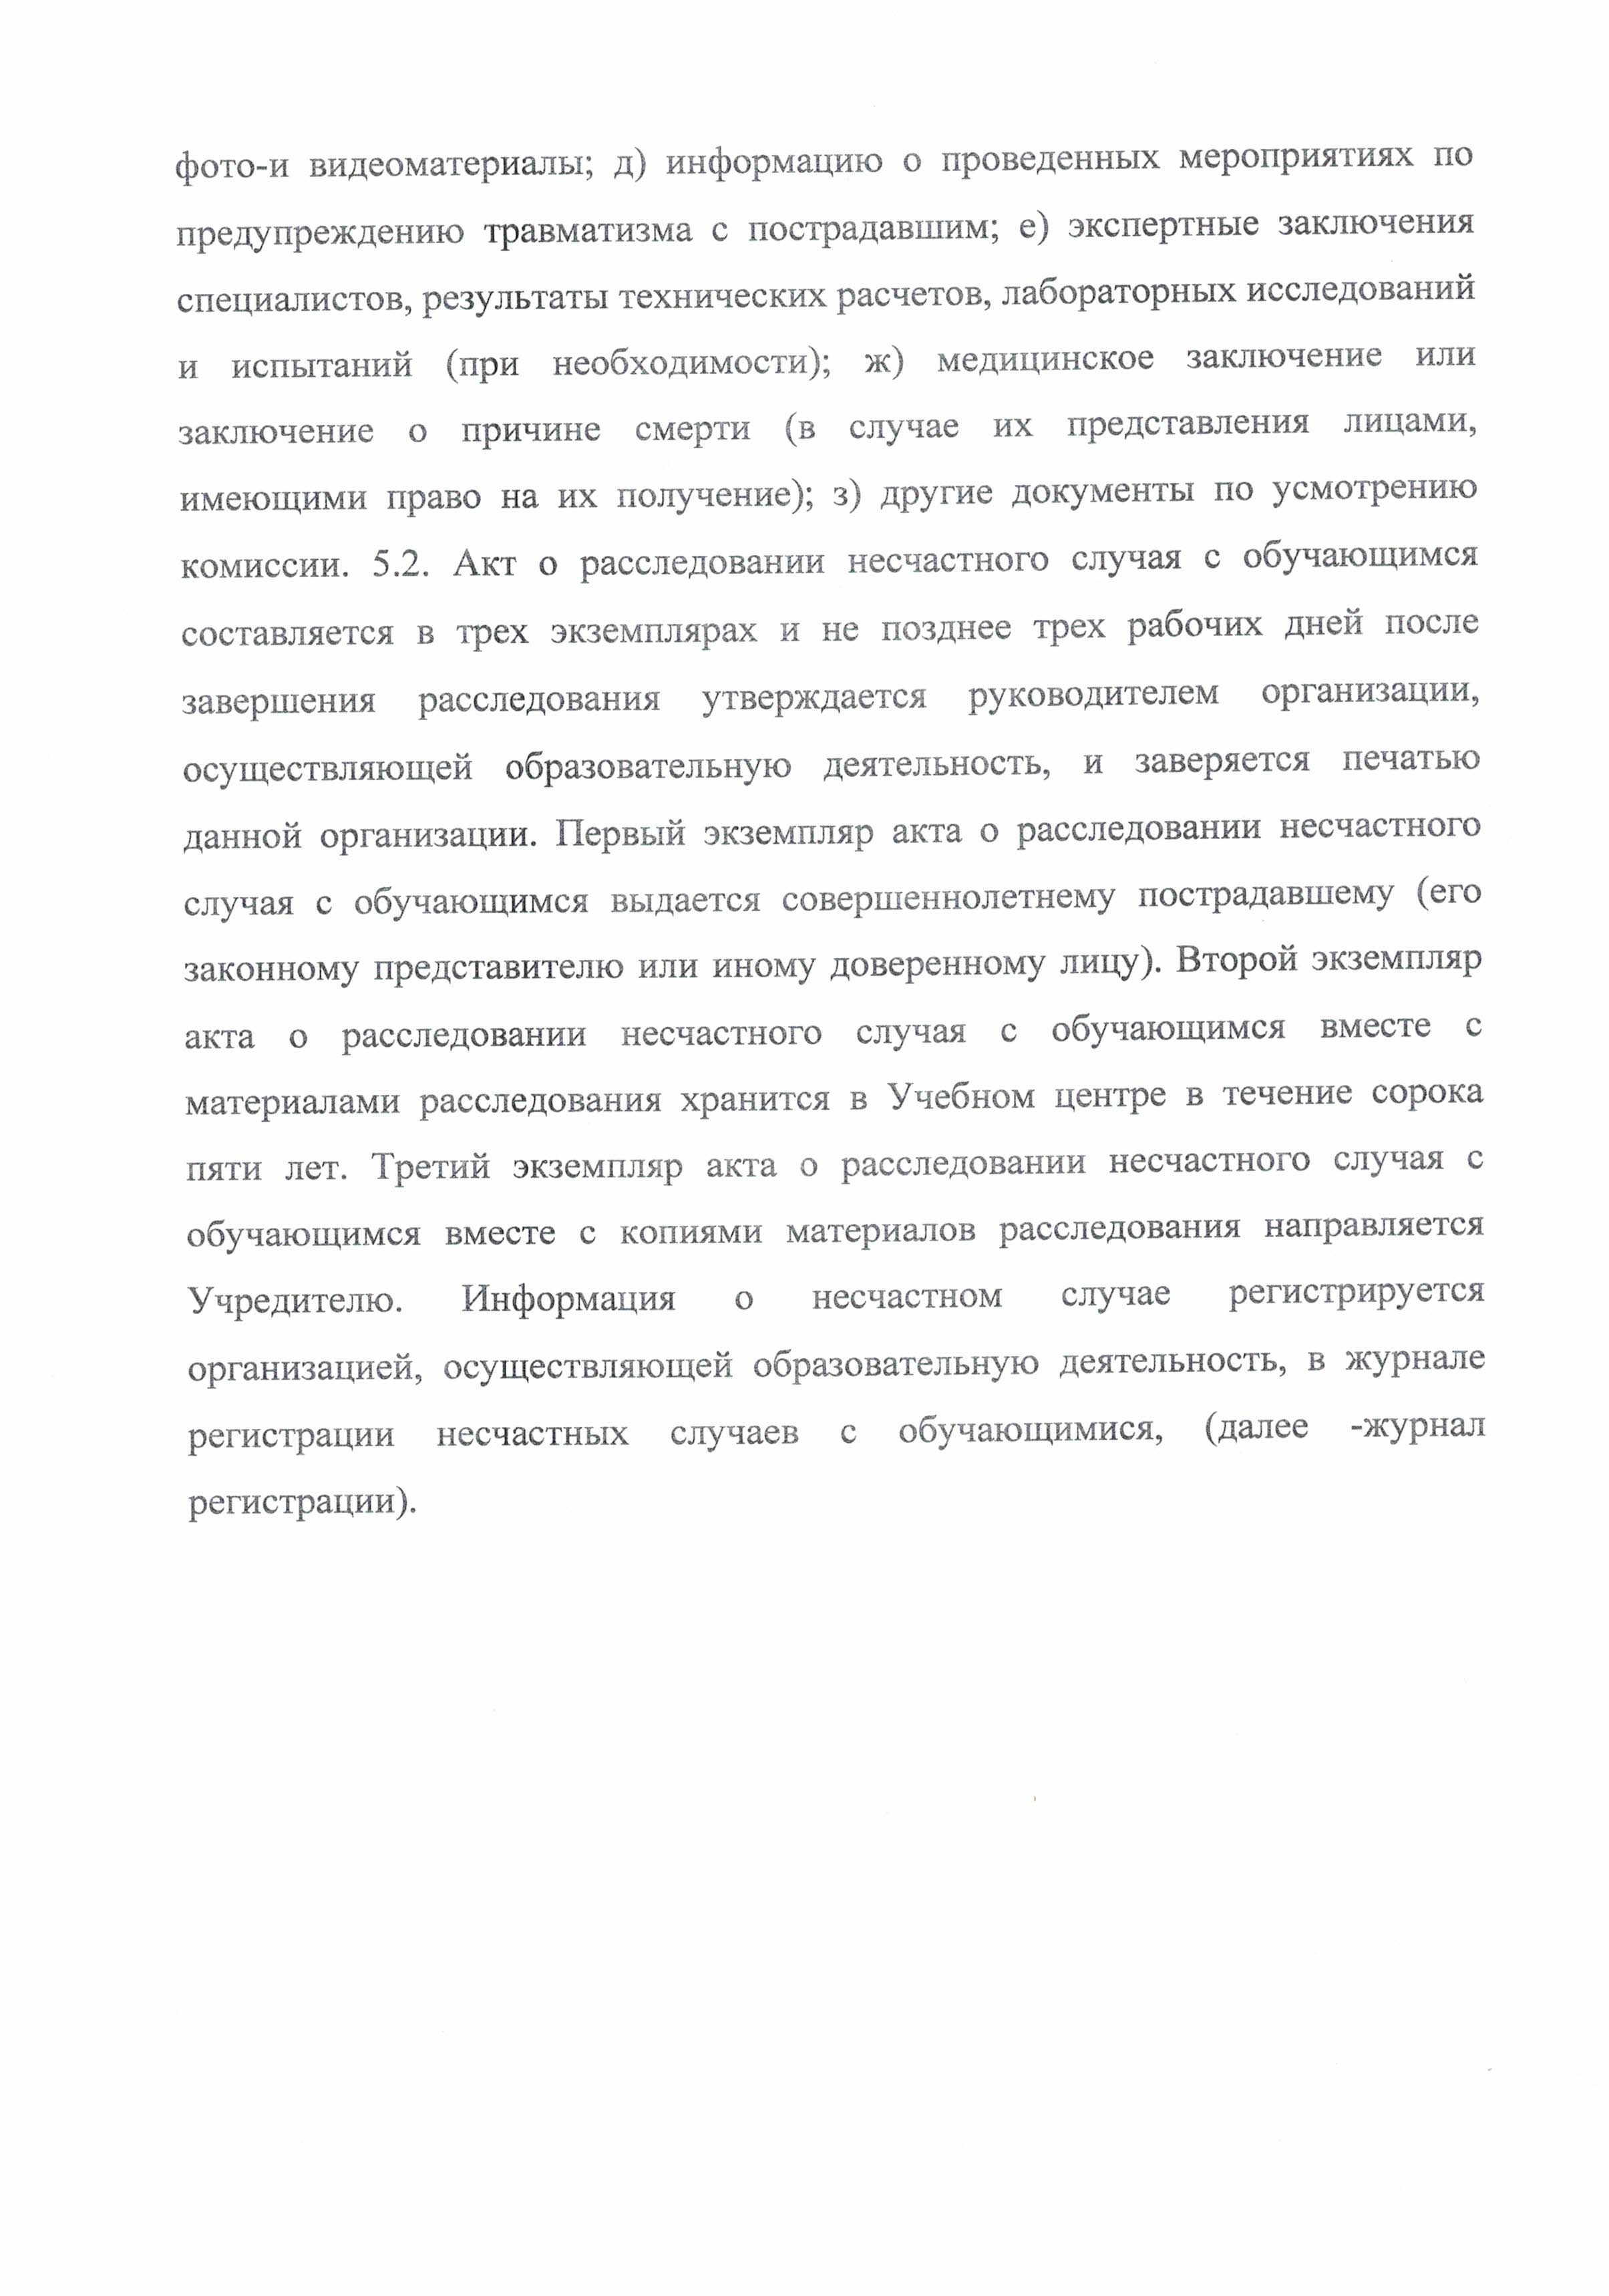 фото-и видеоматериалы; д) информацию о проведенных мероприятиях по
предупреждению травматизма с пострадавшим; е) экспертные заключения
специалистов, результаты технических расчетов, лабораторных исследований
и испытаний (при необходимости); ж) медицинское заключение или
заключение о причине смерти (в случае их представления лицами,
имеющими право на их получение); з) другие документы по усмотрению
комиссии. 5.2. Акт о расследовании несчастного случая с обучающимся
составляется в трех экземплярах и не позднее трех рабочих дней после
завершения расследования утверждается руководителем организации,
осуществляющей образовательную деятельность, и заверяется печатью
данной организации. Первый экземпляр акта о расследовании несчастного
случая с обучающимся выдается совершеннолетнему пострадавшему (его
законному представителю или иному доверенному лицу). Второй экземпляр
акта о расследовании несчастного случая с обучающимся вместе с
материалами расследования хранится в Учебном центре в течение сорока
пяти лет. Третий экземпляр акта о расследовании несчастного случая с
обучающимся вместе с копиями материалов расследования направляется
Учредителю. Информация о несчастном случае регистрируется
организацией, осуществляющей образовательную деятельность, в журнале
регистрации несчастных случаев с обучающимися, (далее -журнал
регистрации).